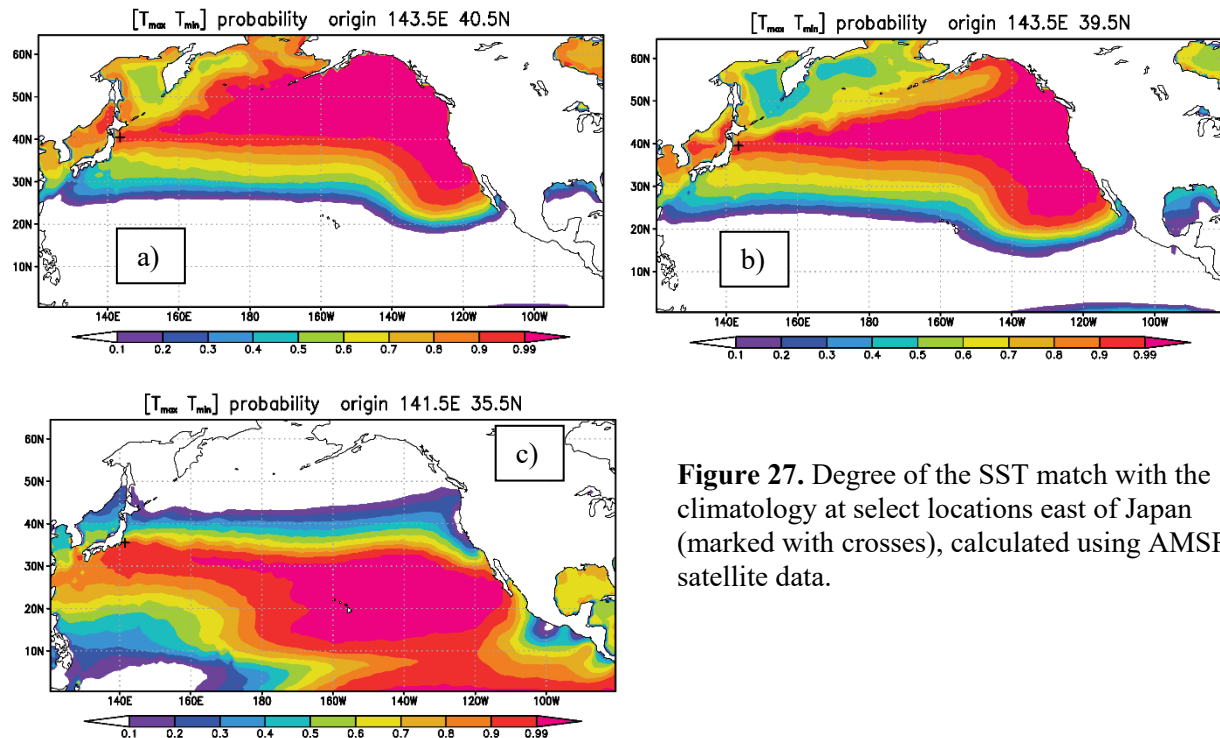 [Tmax Tmin] probability origin 143.5E 40.5N
60N
50N
40N
30N
20N
10N
a)
140E 160E 180 160W 140W 120W 100W
0.1 0.2 0.3 0.4 0.5 0.6 0.7 0.8 0.9 0.99
[Tmax Tmin] probability origin 143.5E 39.5N
60N
50N
40N
30N
20N
10N
b)
140E 160E 180 160W 140W 120W 100W
0.1 0.2 0.3 0.4 0.5 0.6 0.7 0.8 0.9 0.99
[Tmax Tmin] probability origin 141.5E 35.5N
c)
60N
50N
40N
30N
20N
10N
140E 160E 180 160W 140W 120W 100W
0.1 0.2 0.3 0.4 0.5 0.6 0.7 0.8 0.9 0.99
Figure 27. Degree of the SST match with the
climatology at select locations east of Japan
(marked with crosses), calculated using
satellite data.